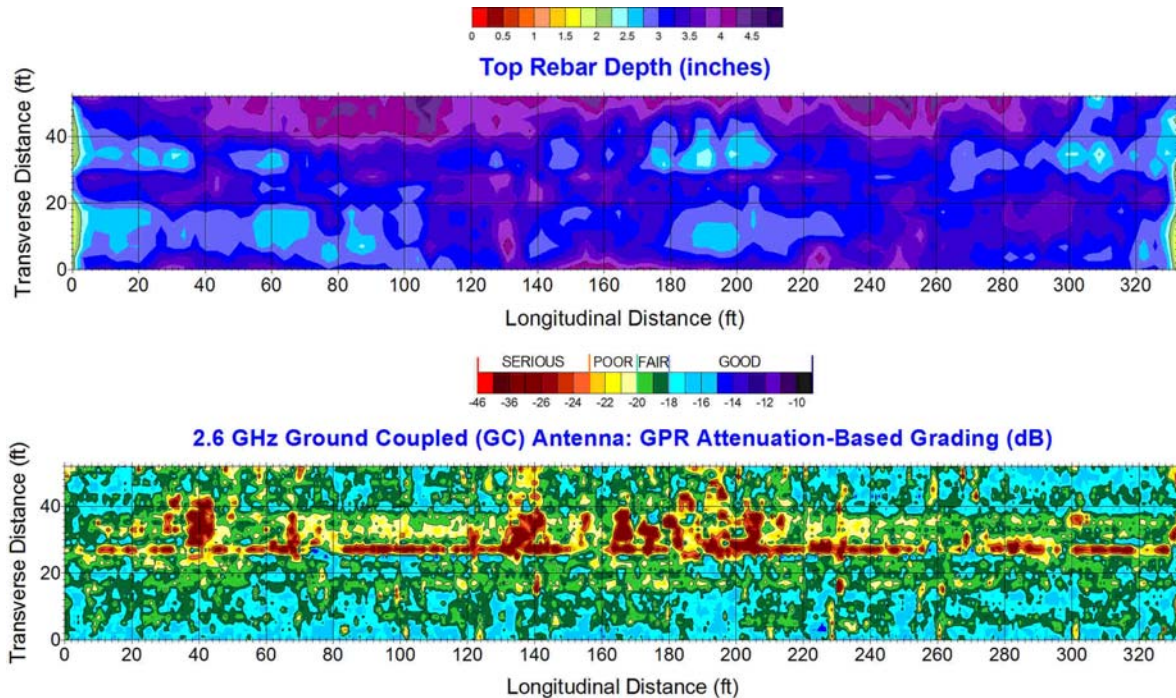 0 0.5 1 1.5 2 2.5 3 3.5 4 4.5
Top Rebar Depth (inches)
Transverse Distance (ft)
40
20
0
0 20 40 60 80 100 120 140 160 180 200 220 240 260 280 300 320
Longitudinal Distance (ft)
SERIOUS POOR FAIR GOOD
-46 -36 -26 -24 -22 -20 -18 -16 -14 -12 -10
2.6 GHz Ground Coupled (GC) Antenna: GPR Attenuation-Based Grading (dB)
Transverse Distance (ft)
40
20
0
0 20 40 60 80 100 120 140 160 180 200 220 240 260 280 300 320
Longitudinal Distance (ft)